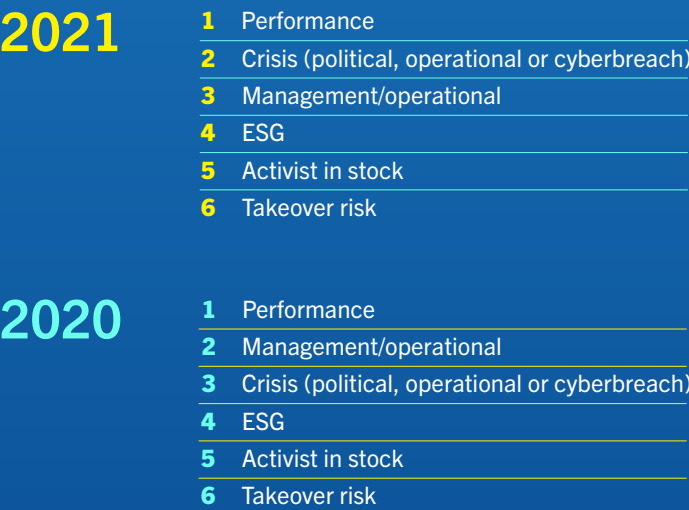 2021
1 Performance
2 Crisis (political, operational or cyberbreach)
3 Management/operational
4 ESG
5 Activist in stock
6 Takeover risk
2020
1 Performance
2 Management/operational
3 Crisis (political, operational or cyberbreach)
4 ESG
5 Activist in stock
6 Takeover risk